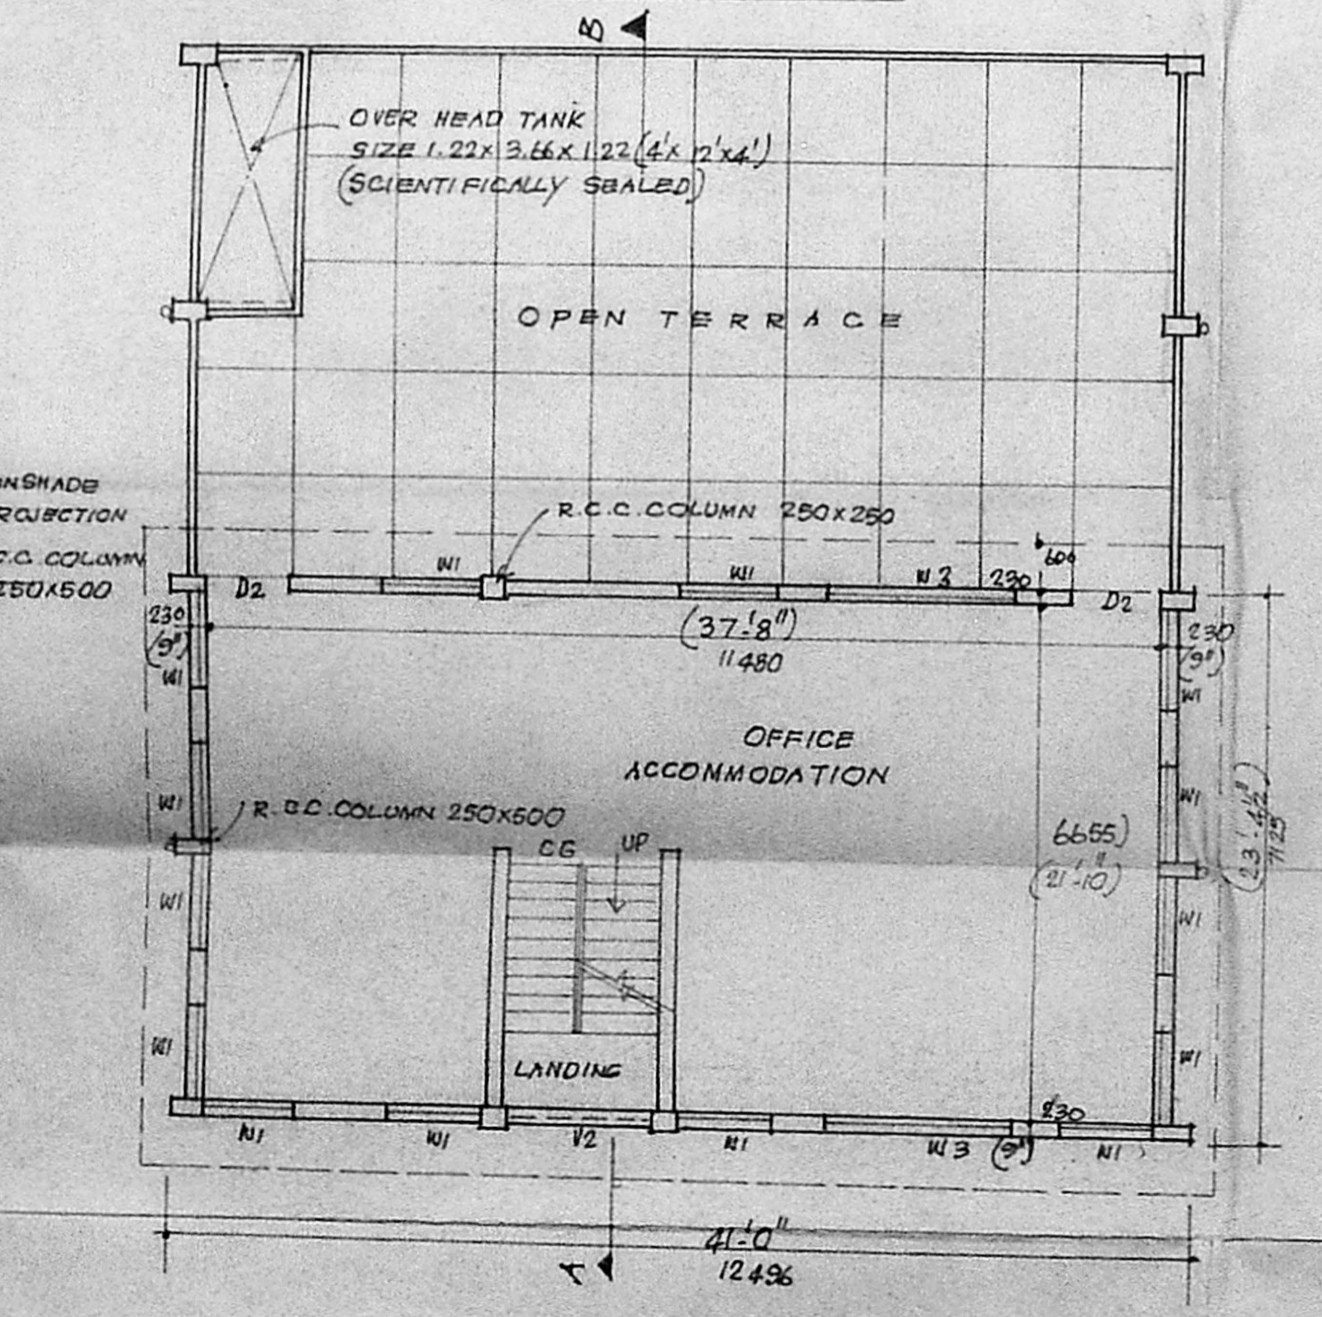 B
OVER HEAD TANK
SIZE 1.22 x 3.66 x 1.22 (4' x 12' x 4')
(SCIENTIFICALLY SEALED)
OPEN TERRACE
NSHADE
ROJECTION
C.C. COLUMN
250X500
R.C.C. COLUMN 250 X 250
600
D2
W1
W1
W3
230
D2
230
(9")
(37'-8")
11480
230
(9")
W1
W1
OFFICE
ACCOMMODATION
W1
W1
R.C.C. COLUMN 250X500
CG
UP
6655)
(21'-10")
(23'-4½")
7125
W1
W1
W1
W1
LANDING
230
W1
W1
V2
W1
W3
(9")
W1
41'-0"
12496
A